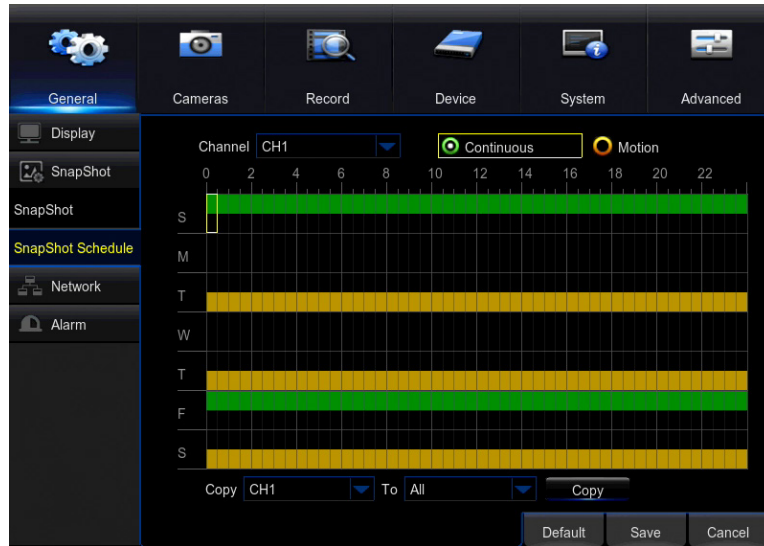 General Cameras Record Device System Advanced
Display
SnapShot
SnapShot
SnapShot Schedule
Network
Alarm
Channel CH1 Continuous Motion
0 2 4 6 8 10 12 14 16 18 20 22
S
M
T
W
T
F
S
Copy CH1 To All Copy
Default Save Cancel